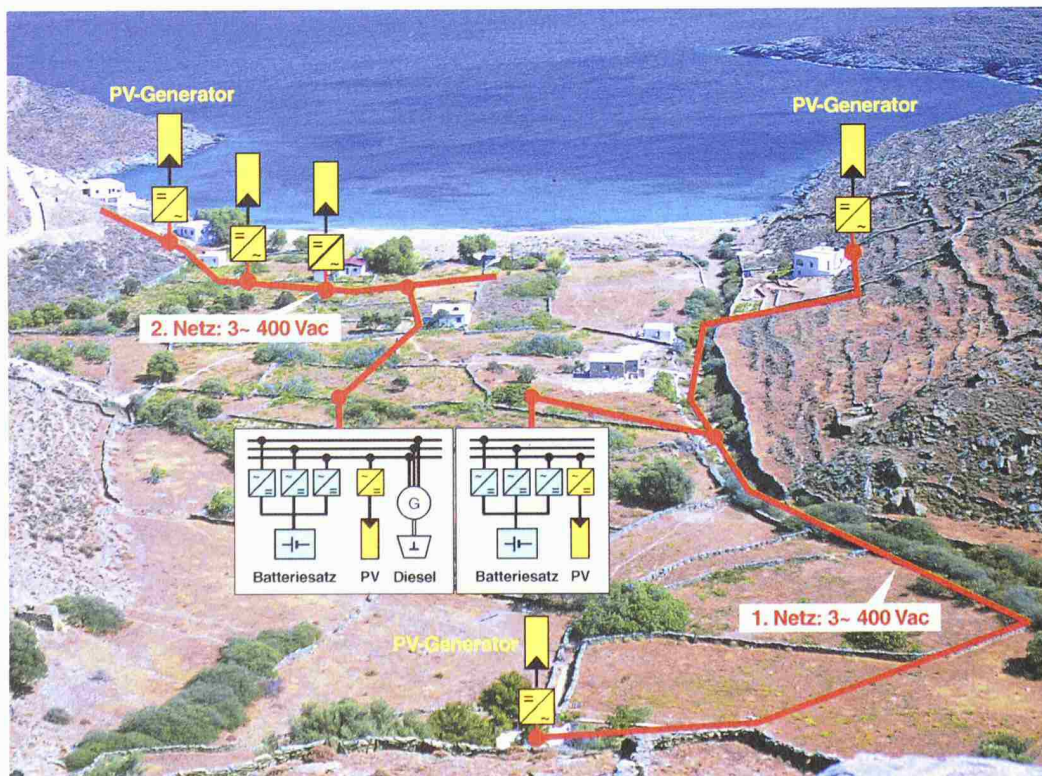 PV-Generator
PV-Generator
2. Netz: 3~ 400 Vac
G
Batteriesatz PV Diesel
Batteriesatz PV
1. Netz: 3~ 400 Vac
PV-Generator